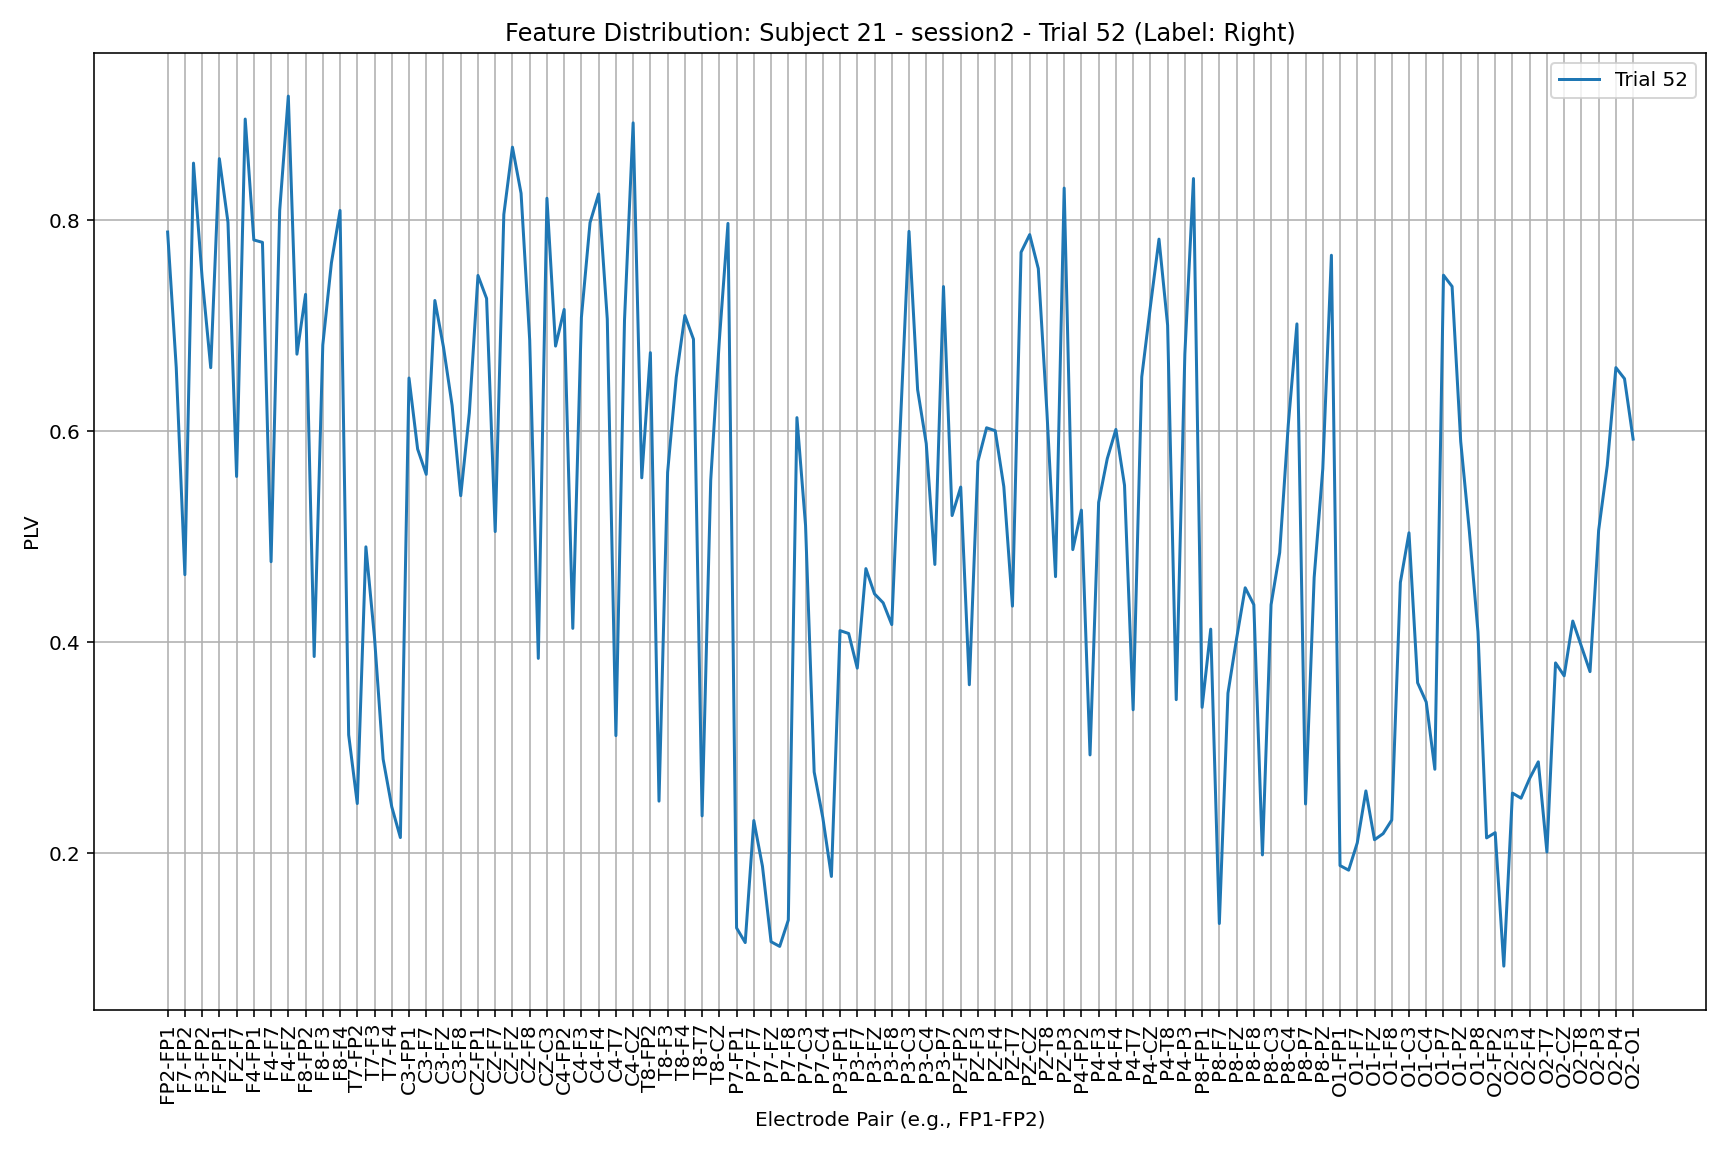 Feature Distribution: Subject 21 - session2 - Trial 52 (Label: Right)
Trial 52
PLV
0.8
0.6
0.4
0.2
FP2-FP1
F7-FP2
F3-FP2
FZ-FP1
FZ-F7
F4-FP1
F4-F7
F4-FZ
F8-FP2
F8-F3
F8-F4
T7-FP2
T7-F3
T7-F4
C3-FP1
C3-F7
C3-FZ
C3-F8
CZ-FP1
CZ-F7
CZ-FZ
CZ-F8
CZ-C3
C4-FP2
C4-F3
C4-F4
C4-T7
C4-CZ
T8-FP2
T8-F3
T8-F4
T8-T7
T8-CZ
P7-FP1
P7-F7
P7-FZ
P7-F8
P7-C3
P7-C4
P3-FP1
P3-F7
P3-FZ
P3-F8
P3-C3
P3-C4
P3-P7
PZ-FP2
PZ-F3
PZ-F4
PZ-T7
PZ-CZ
PZ-T8
PZ-P3
P4-FP2
P4-F3
P4-F4
P4-T7
P4-CZ
P4-T8
P4-P3
P8-FP1
P8-F7
P8-FZ
P8-F8
P8-C3
P8-C4
P8-P7
P8-PZ
O1-FP1
O1-F7
O1-FZ
O1-F8
O1-C3
O1-C4
O1-P7
O1-PZ
O1-P8
O2-FP2
O2-F3
O2-F4
O2-T7
O2-CZ
O2-T8
O2-P3
O2-P4
O2-O1
Electrode Pair (e.g., FP1-FP2)